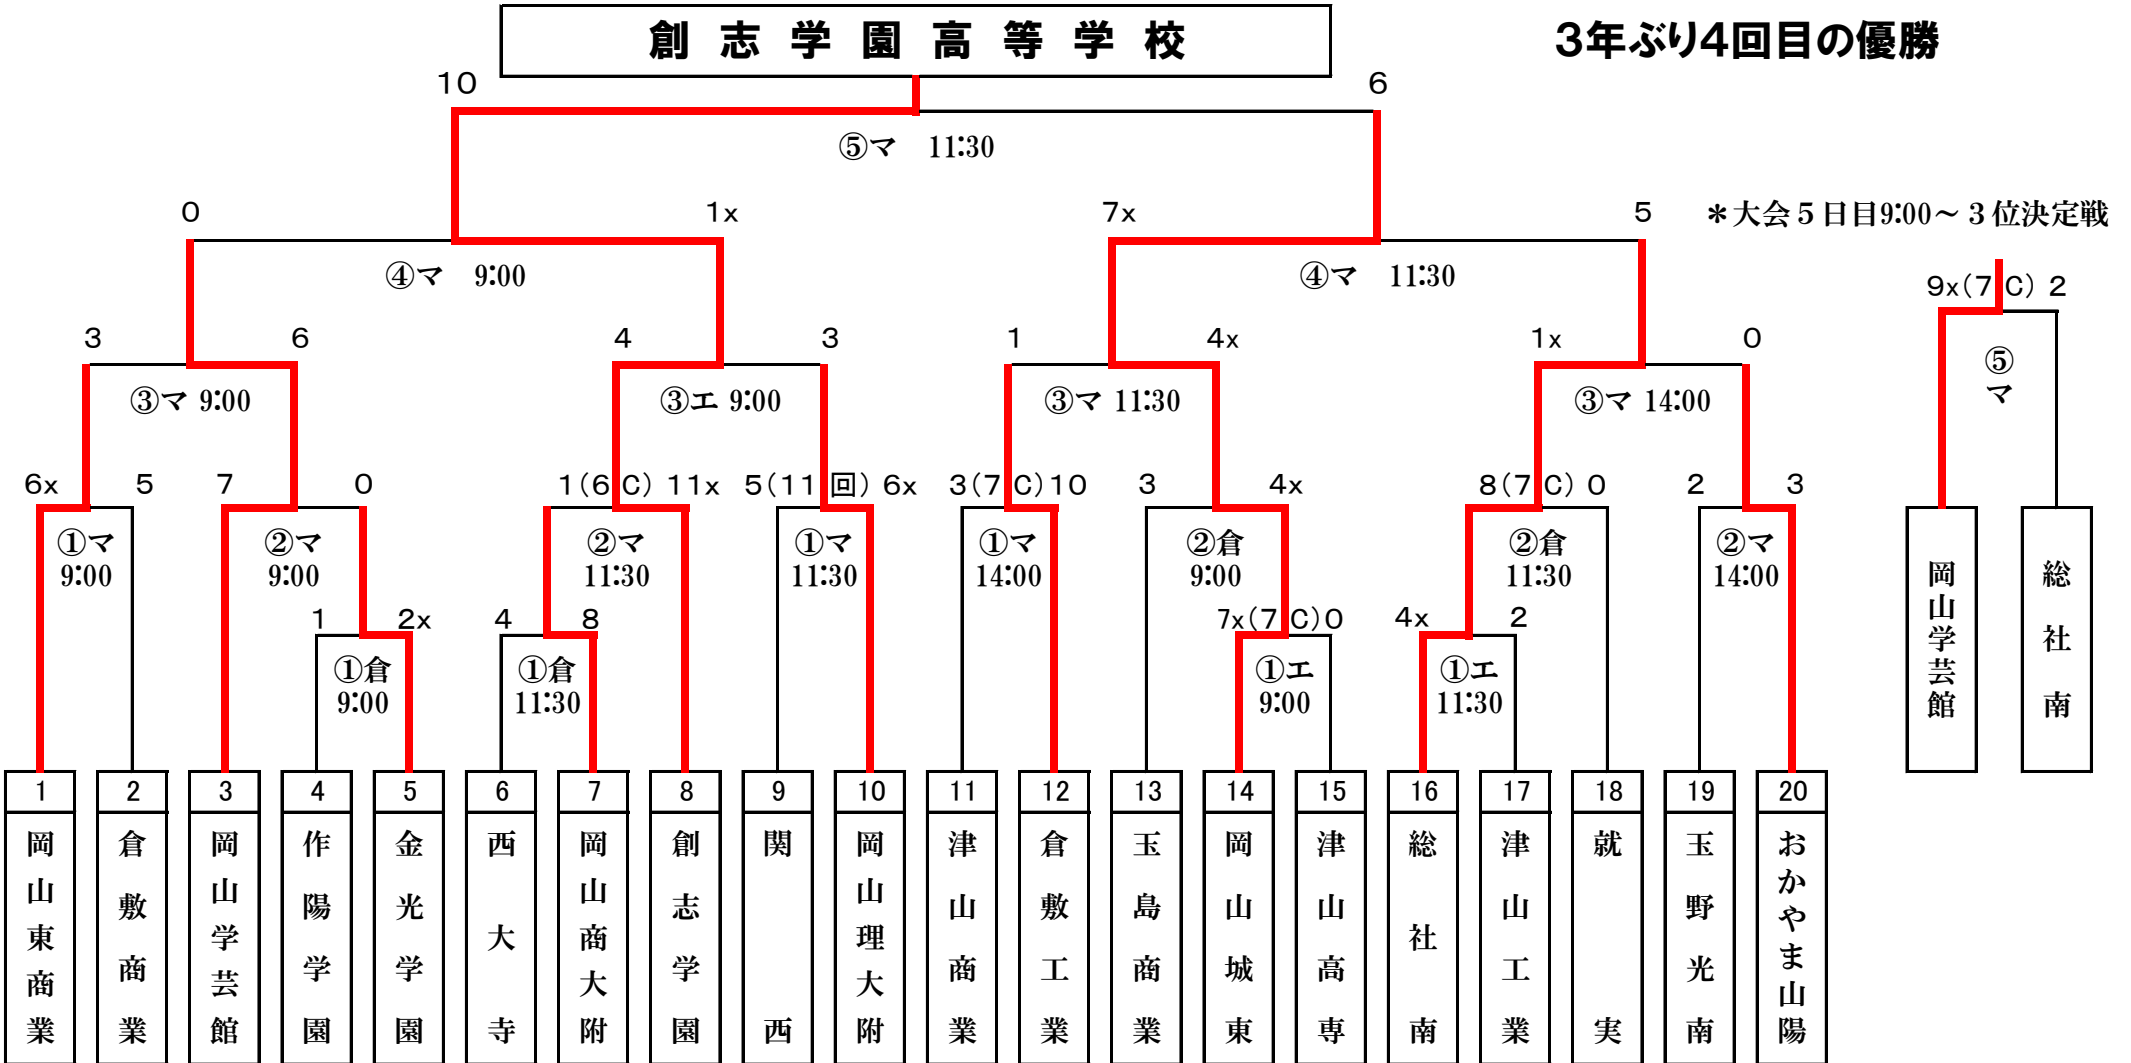 創志学園高等学校
3年ぶり4回目の優勝
10 6
⑤マ 11:30
0 1x 7x 5
＊大会５日目9:00～３位決定戦
④マ 9:00
④マ 11:30
9x(7 C) 2
3 6 4 3 1 4x 1x 0
⑤マ
③マ 9:00
③エ 9:00
③マ 11:30
③マ 14:00
6x 5 7 0 1(6 C) 11x 5(11 回) 6x 3(7 C)10 3 4x 8(7 C) 0 2 3
①マ 9:00
②マ 9:00
②マ 11:30
①マ 11:30
①マ 14:00
②倉 9:00
②倉 11:30
②マ 14:00
岡山学芸館
総社南
1 2x 4 8 7x(7 C)0 4x 2
①倉 9:00
①倉 11:30
①エ 9:00
①エ 11:30
1 岡山東商業
2 倉敷商業
3 岡山学芸館
4 作陽学園
5 金光学園
6 西大寺
7 岡山商大附
8 創志学園
9 関西
10 岡山理大附
11 津山商業
12 倉敷工業
13 玉島商業
14 岡山城東
15 津山高専
16 総社南
17 津山工業
18 就実
19 玉野光南
20 おかやま山陽